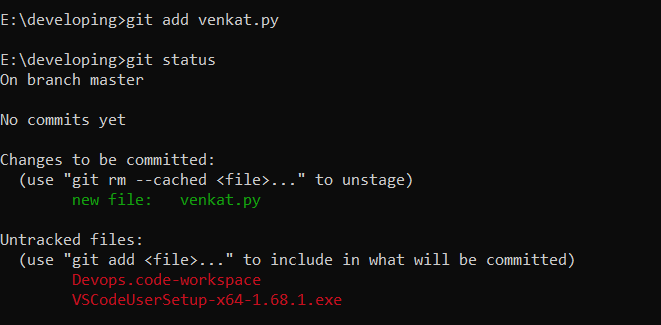 E:\developing>git add venkat.py
E:\developing>git status
On branch master
No commits yet
Changes to be committed:
  (use "git rm --cached <file>..." to unstage)
        new file:   venkat.py
Untracked files:
  (use "git add <file>..." to include in what will be committed)
        Devops.code-workspace
        VSCodeUserSetup-x64-1.68.1.exe